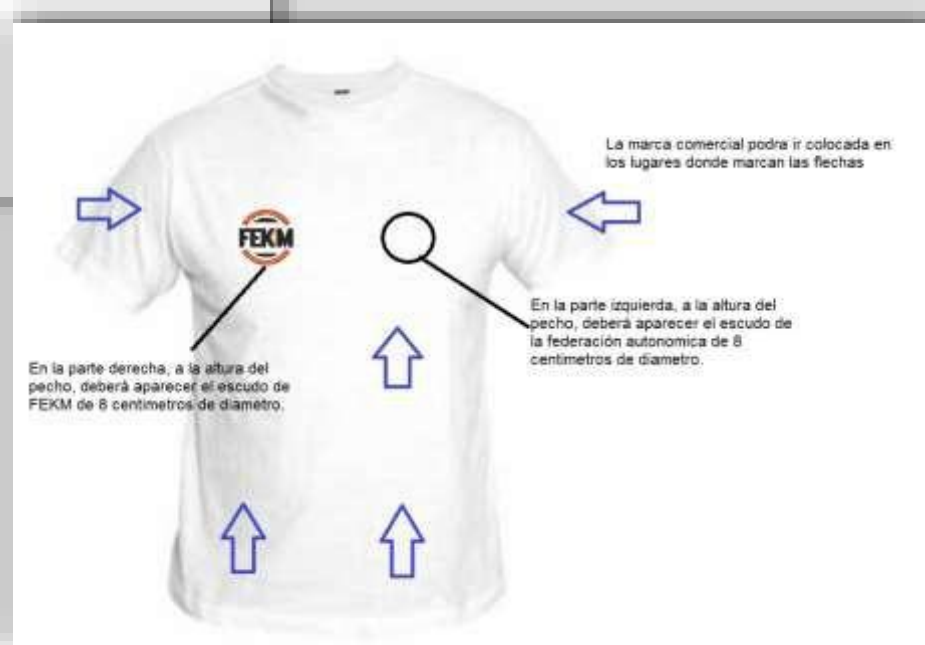 La marca comercial podra ir colocada en
los lugares donde marcan las flechas
FEKM
En la parte izquierda, a la altura del
pecho, deberá aparecer el escudo de
la federación autonomica de 8
centimetros de diametro.
En la parte derecha, a la altura del
pecho, deberà aparecer el escudo de
FEKM de 8 centimetros de diametro.